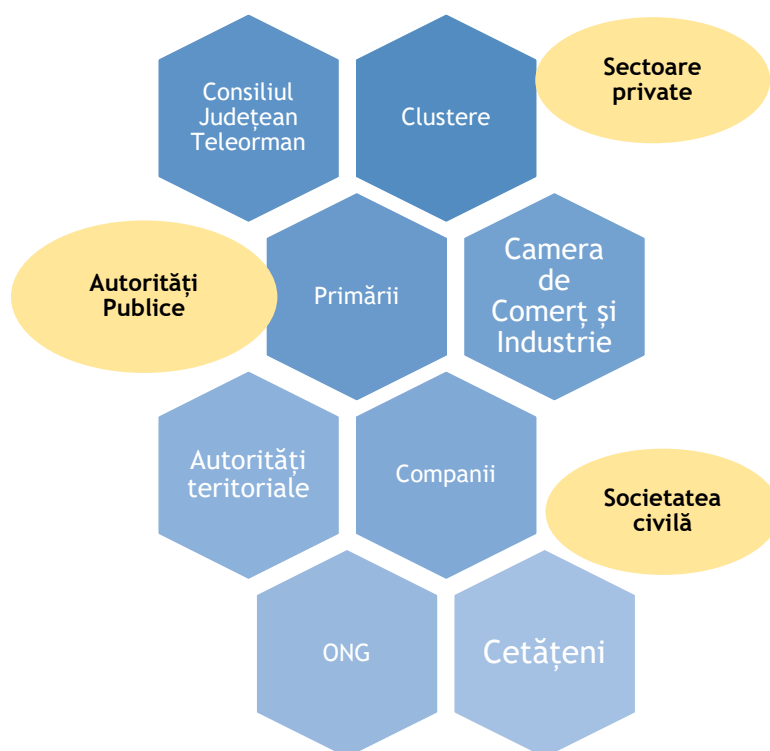 Consiliul
Județean
Teleorman
Clustere
Sectoare
private
Autorități
Publice
Primării
Camera
de
Comerț și
Industrie
Autorități
teritoriale
Companii
Societatea
civilă
ONG
Cetățeni